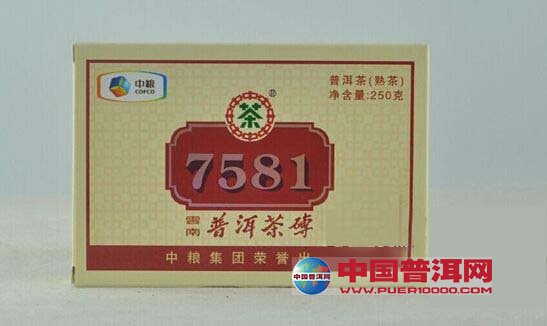 中粮
COFCO
普洱茶(熟茶)
净含量:250克
茶
®
7581
雲南 普洱茶磚
中粮集团荣誉出
中国普洱网
WWW.PUER10000.COM